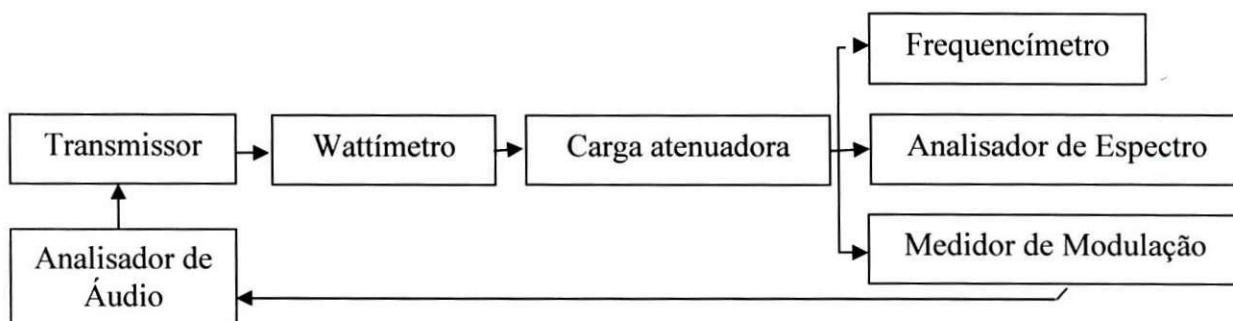 Frequencímetro
Transmissor
Wattímetro
Carga atenuadora
Analisador de Espectro
Analisador de
Áudio
Medidor de Modulação